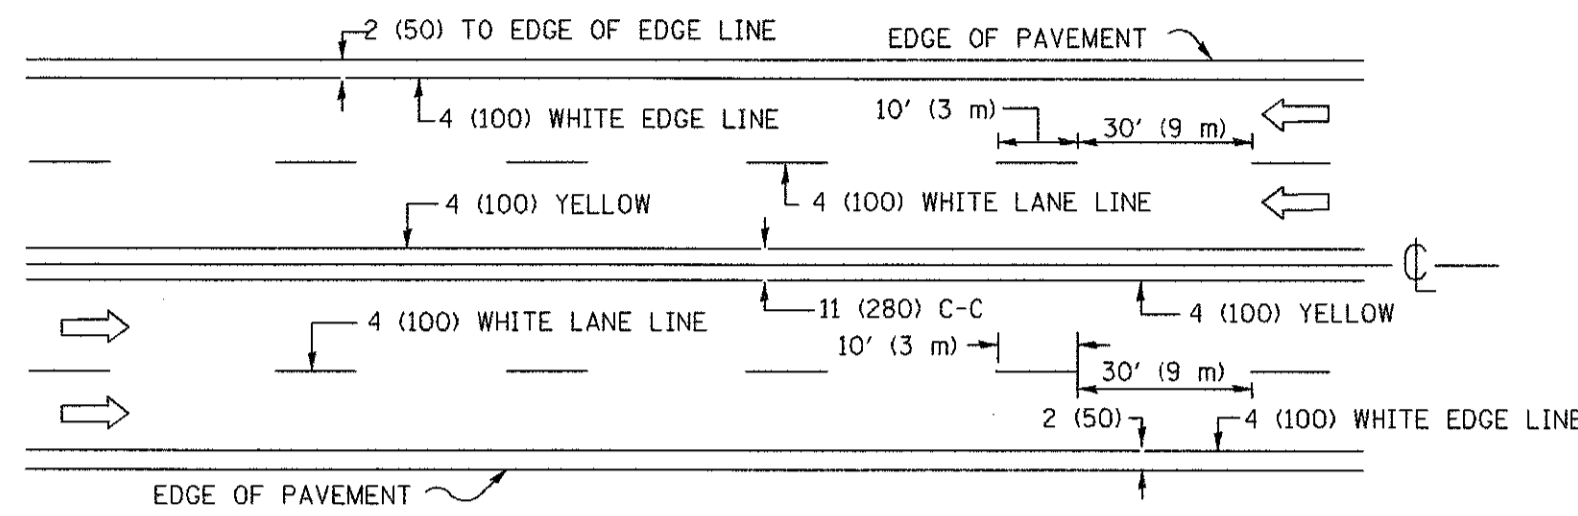 2 (50) TO EDGE OF EDGE LINE
EDGE OF PAVEMENT
4 (100) WHITE EDGE LINE
10' (3 m)
30' (9 m)
4 (100) YELLOW
4 (100) WHITE LANE LINE
℄
11 (280) C-C
4 (100) YELLOW
4 (100) WHITE LANE LINE
10' (3 m)
30' (9 m)
2 (50)
4 (100) WHITE EDGE LINE
EDGE OF PAVEMENT